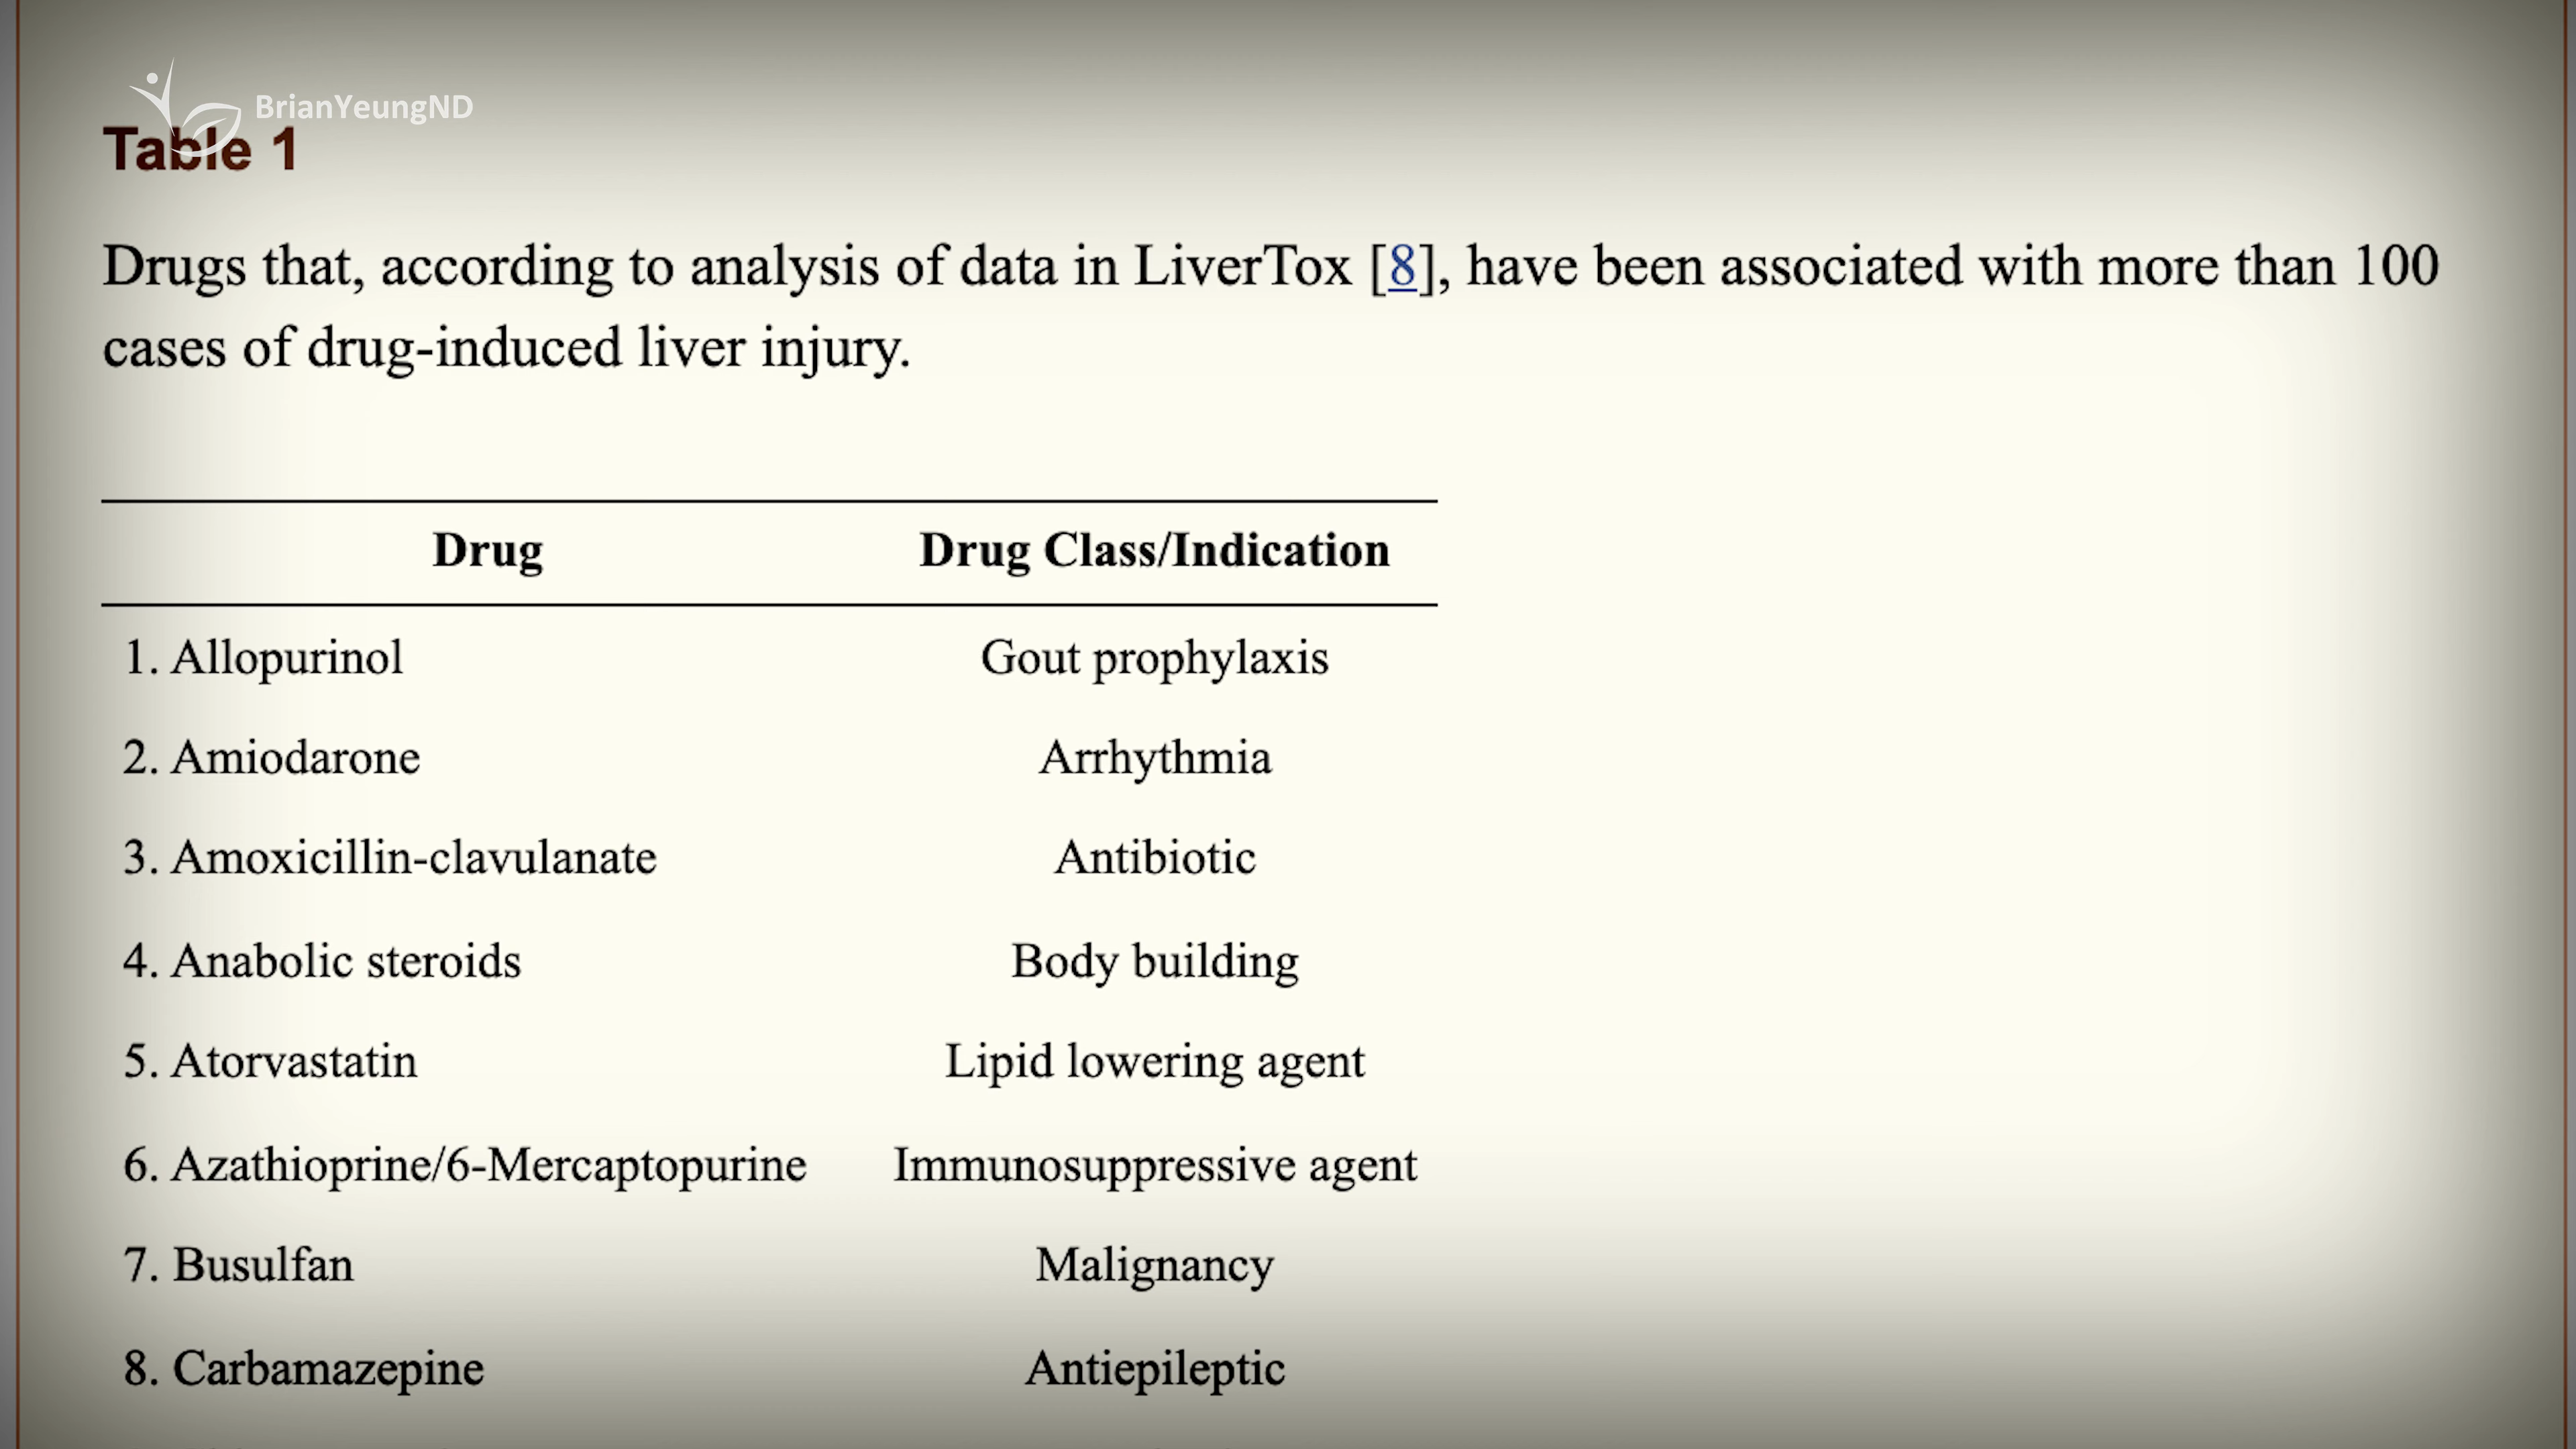 BrianYeungND
Table 1
Drugs that, according to analysis of data in LiverTox [8], have been associated with more than 100
cases of drug-induced liver injury.
Drug Drug Class/Indication
1. Allopurinol Gout prophylaxis
2. Amiodarone Arrhythmia
3. Amoxicillin-clavulanate Antibiotic
4. Anabolic steroids Body building
5. Atorvastatin Lipid lowering agent
6. Azathioprine/6-Mercaptopurine Immunosuppressive agent
7. Busulfan Malignancy
8. Carbamazepine Antiepileptic